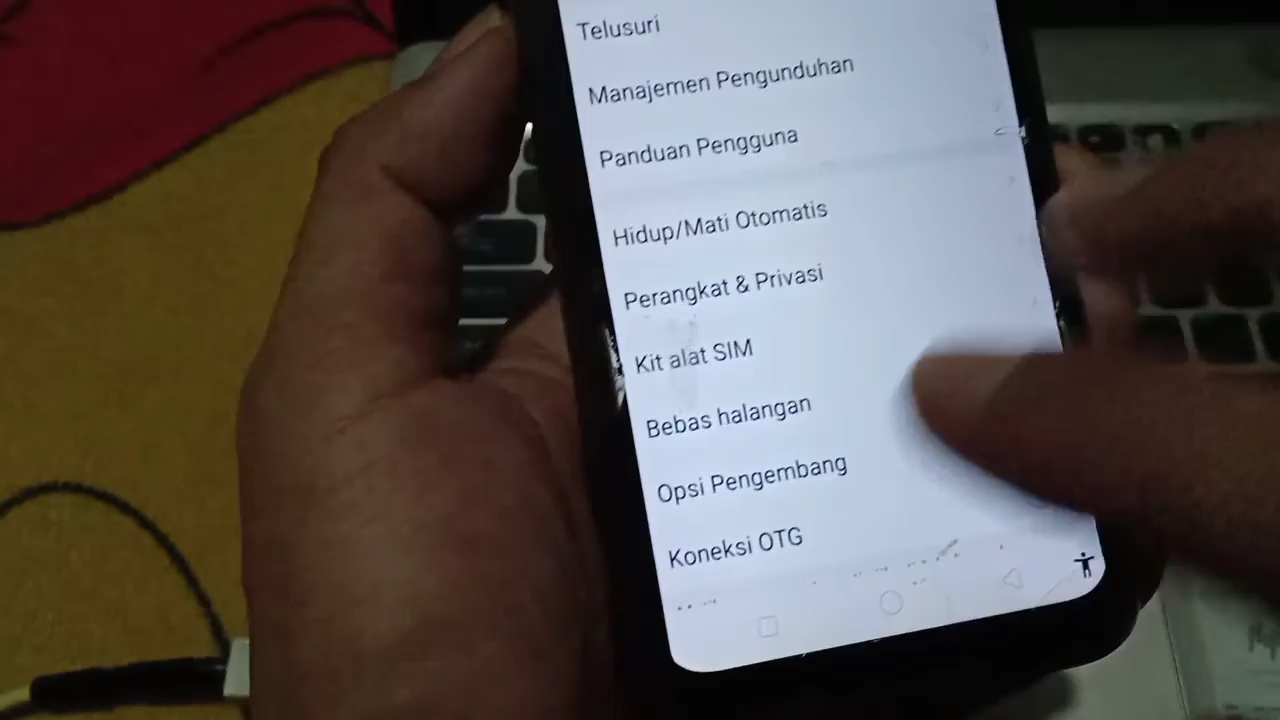 Telusuri
Manajemen Pengunduhan
Panduan Pengguna
Hidup/Mati Otomatis
Perangkat & Privasi
Kit alat SIM
Bebas halangan
Opsi Pengembang
Koneksi OTG